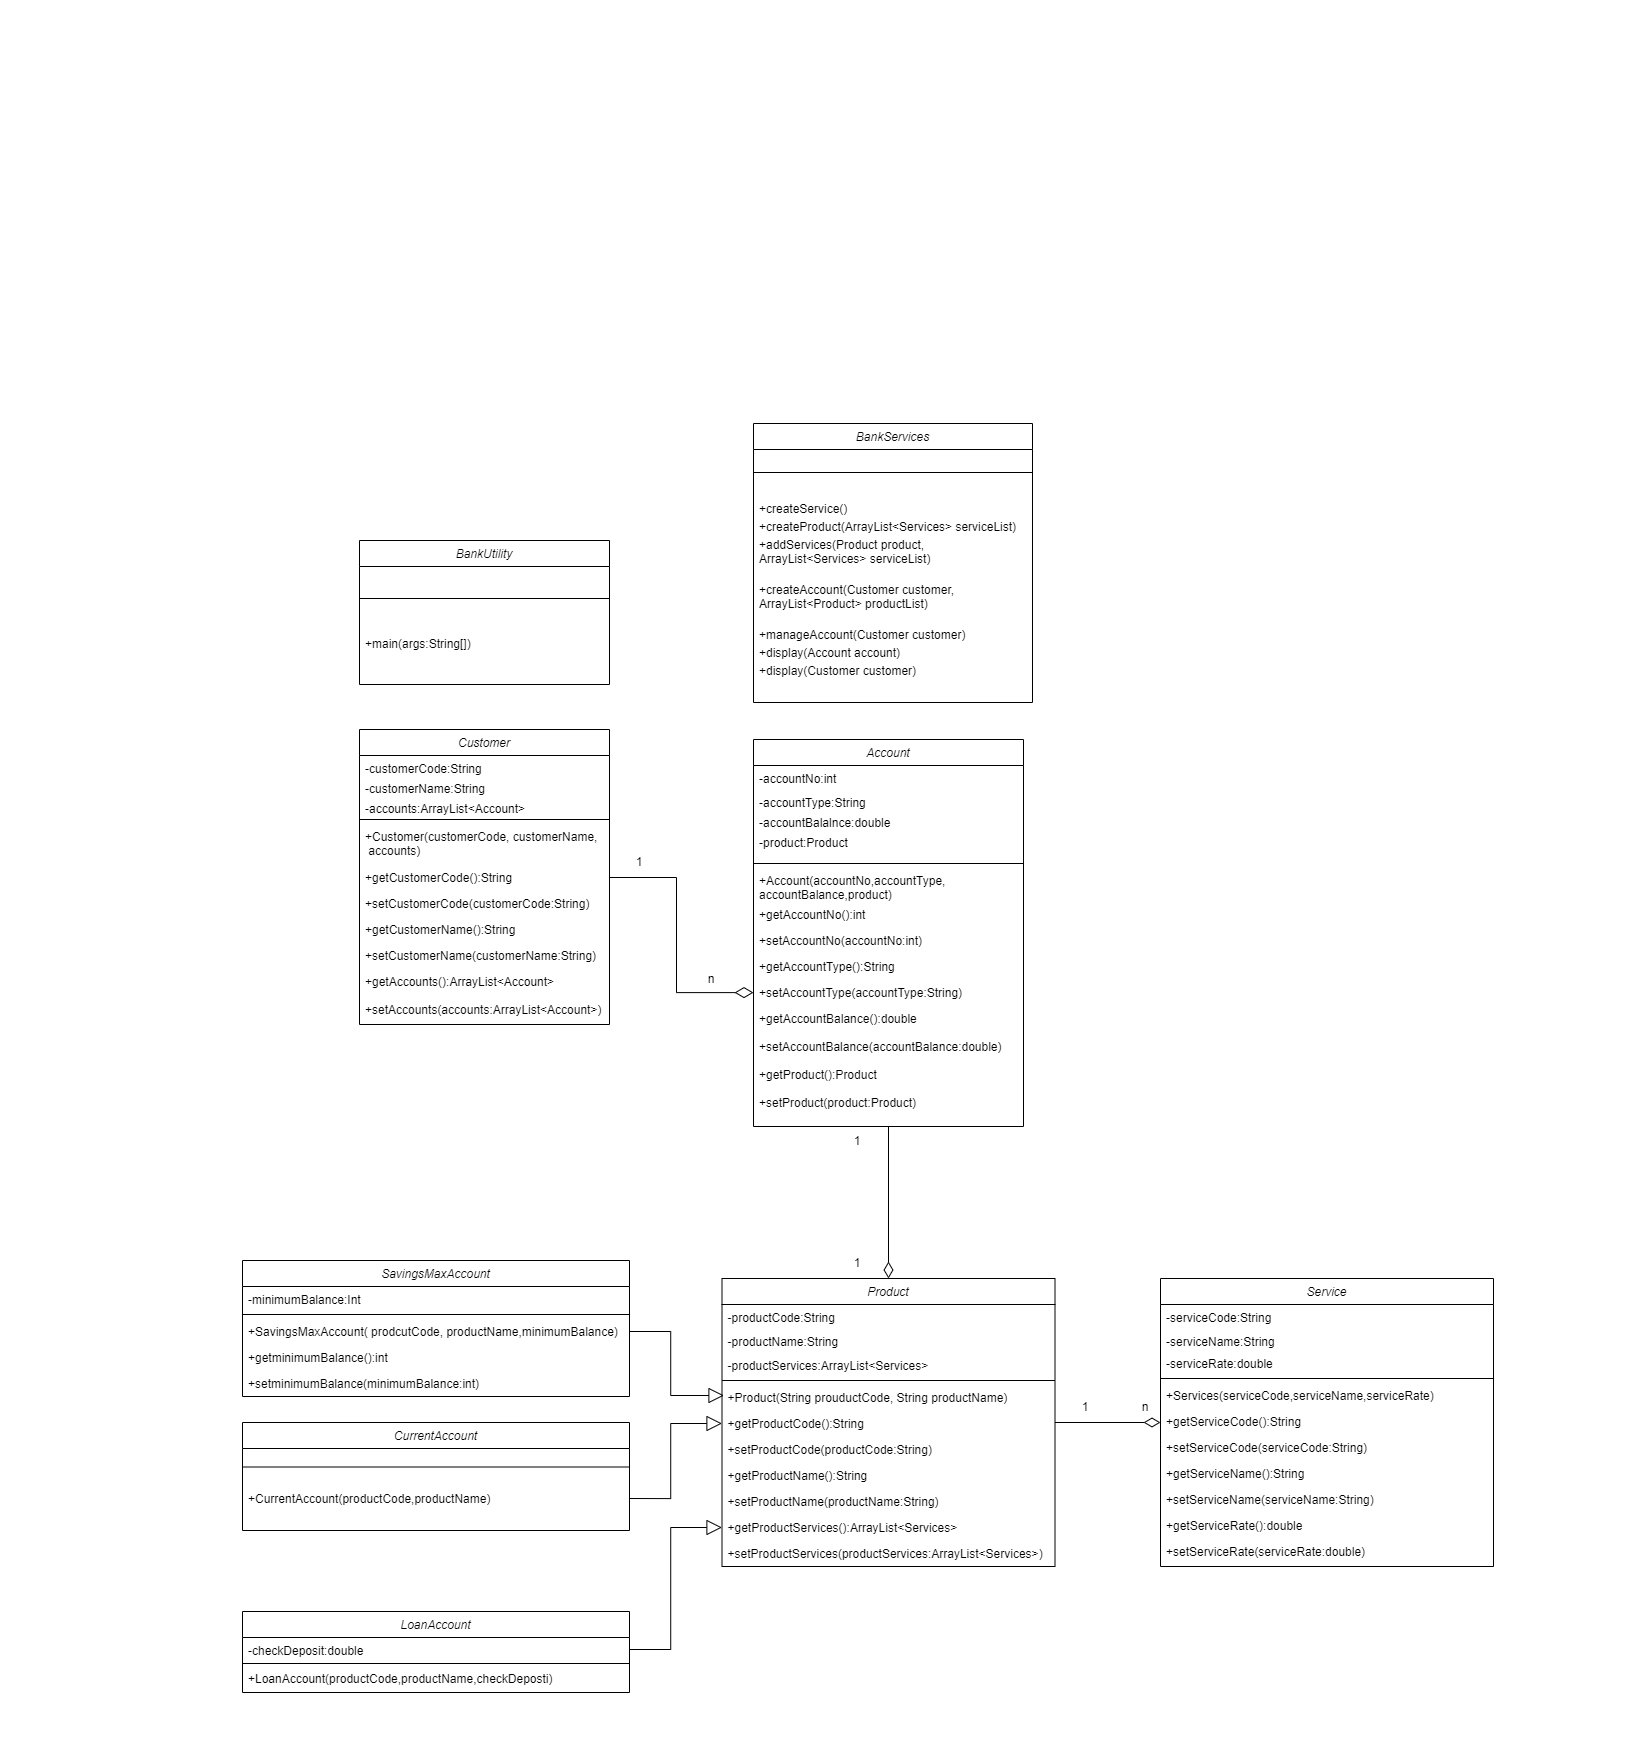 BankServices
+createService()
+createProduct(ArrayList<Services> serviceList)
+addServices(Product product,
ArrayList<Services> serviceList)
+createAccount(Customer customer,
ArrayList<Product> productList)
+manageAccount(Customer customer)
+display(Account account)
+display(Customer customer)
BankUtility
+main(args:String[])
Customer
-customerCode:String
-customerName:String
-accounts:ArrayList<Account>
+Customer(customerCode, customerName,
accounts)
+getCustomerCode():String
+setCustomerCode(customerCode:String)
+getCustomerName():String
+setCustomerName(customerName:String)
+getAccounts():ArrayList<Account>
+setAccounts(accounts:ArrayList<Account>)
1
n
Account
-accountNo:int
-accountType:String
-accountBalalnce:double
-product:Product
+Account(accountNo,accountType,
accountBalance,product)
+getAccountNo():int
+setAccountNo(accountNo:int)
+getAccountType():String
+setAccountType(accountType:String)
+getAccountBalance():double
+setAccountBalance(accountBalance:double)
+getProduct():Product
+setProduct(product:Product)
1
1
SavingsMaxAccount
-minimumBalance:Int
+SavingsMaxAccount( prodcutCode, productName,minimumBalance)
+getminimumBalance():int
+setminimumBalance(minimumBalance:int)
CurrentAccount
+CurrentAccount(productCode,productName)
LoanAccount
-checkDeposit:double
+LoanAccount(productCode,productName,checkDeposti)
Product
-productCode:String
-productName:String
-productServices:ArrayList<Services>
+Product(String prouductCode, String productName)
+getProductCode():String
+setProductCode(productCode:String)
+getProductName():String
+setProductName(productName:String)
+getProductServices():ArrayList<Services>
+setProductServices(productServices:ArrayList<Services>)
1
n
Service
-serviceCode:String
-serviceName:String
-serviceRate:double
+Services(serviceCode,serviceName,serviceRate)
+getServiceCode():String
+setServiceCode(serviceCode:String)
+getServiceName():String
+setServiceName(serviceName:String)
+getServiceRate():double
+setServiceRate(serviceRate:double)